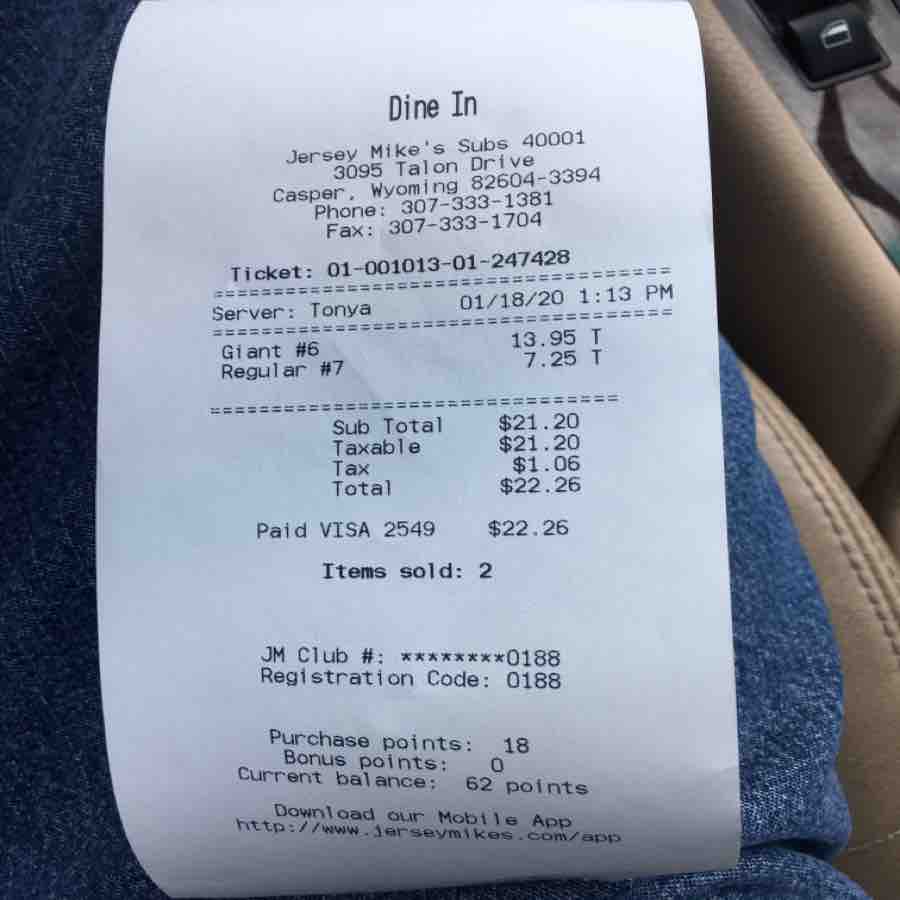 Dine In
Jersey Mike's Subs 40001
3095 Talon Drive
Casper, Wyoming 82604-3394
Phone: 307-333-1381
Fax: 307-333-1704
Ticket: 01-001013-01-247428
======================================
Server: Tonya 01/18/20 1:13 PM
======================================
Giant #6 13.95 T
Regular #7 7.25 T
==================================
Sub Total $21.20
Taxable $21.20
Tax $1.06
Total $22.26
Paid VISA 2549 $22.26
Items sold: 2
JM Club #: ********0188
Registration Code: 0188
Purchase points: 18
Bonus points: 0
Current balance: 62 points
Download our Mobile App
http://www.jerseymikes.com/app